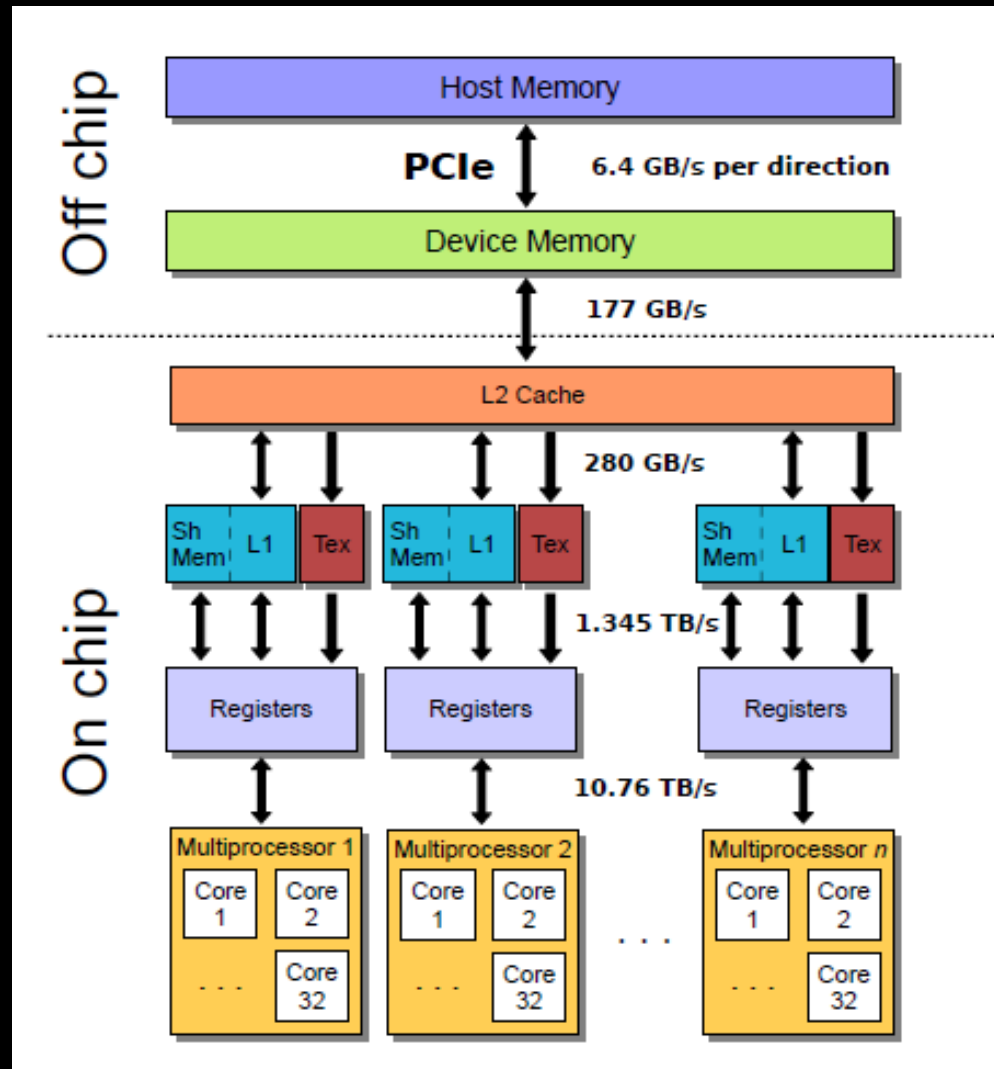 Off chip
Host Memory
PCIe
6.4 GB/s per direction
Device Memory
177 GB/s
On chip
L2 Cache
280 GB/s
Sh
Mem
L1
Tex
Sh
Mem
L1
Tex
Sh
Mem
L1
Tex
1.345 TB/s
Registers
Registers
Registers
10.76 TB/s
Multiprocessor 1
Core
1
Core
2
. . .
Core
32
Multiprocessor 2
Core
1
Core
2
. . .
Core
32
. . .
Multiprocessor n
Core
1
Core
2
. . .
Core
32